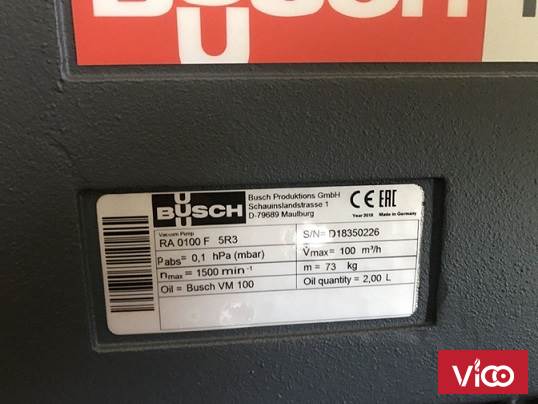 BUSCH
BUSCH
Busch Produktions GmbH
Schauinslandstrasse 1
D-79689 Maulburg
CE EAC
Year 2018 Made in Germany
Vacuum Pump
RA 0100 F 5R3
S/N= D18350226
Pabs= 0,1 hPa (mbar)
V̇max= 100 m³/h
nmax= 1500 min⁻¹
m = 73 kg
Oil = Busch VM 100
Oil quantity = 2,00 L
Vico